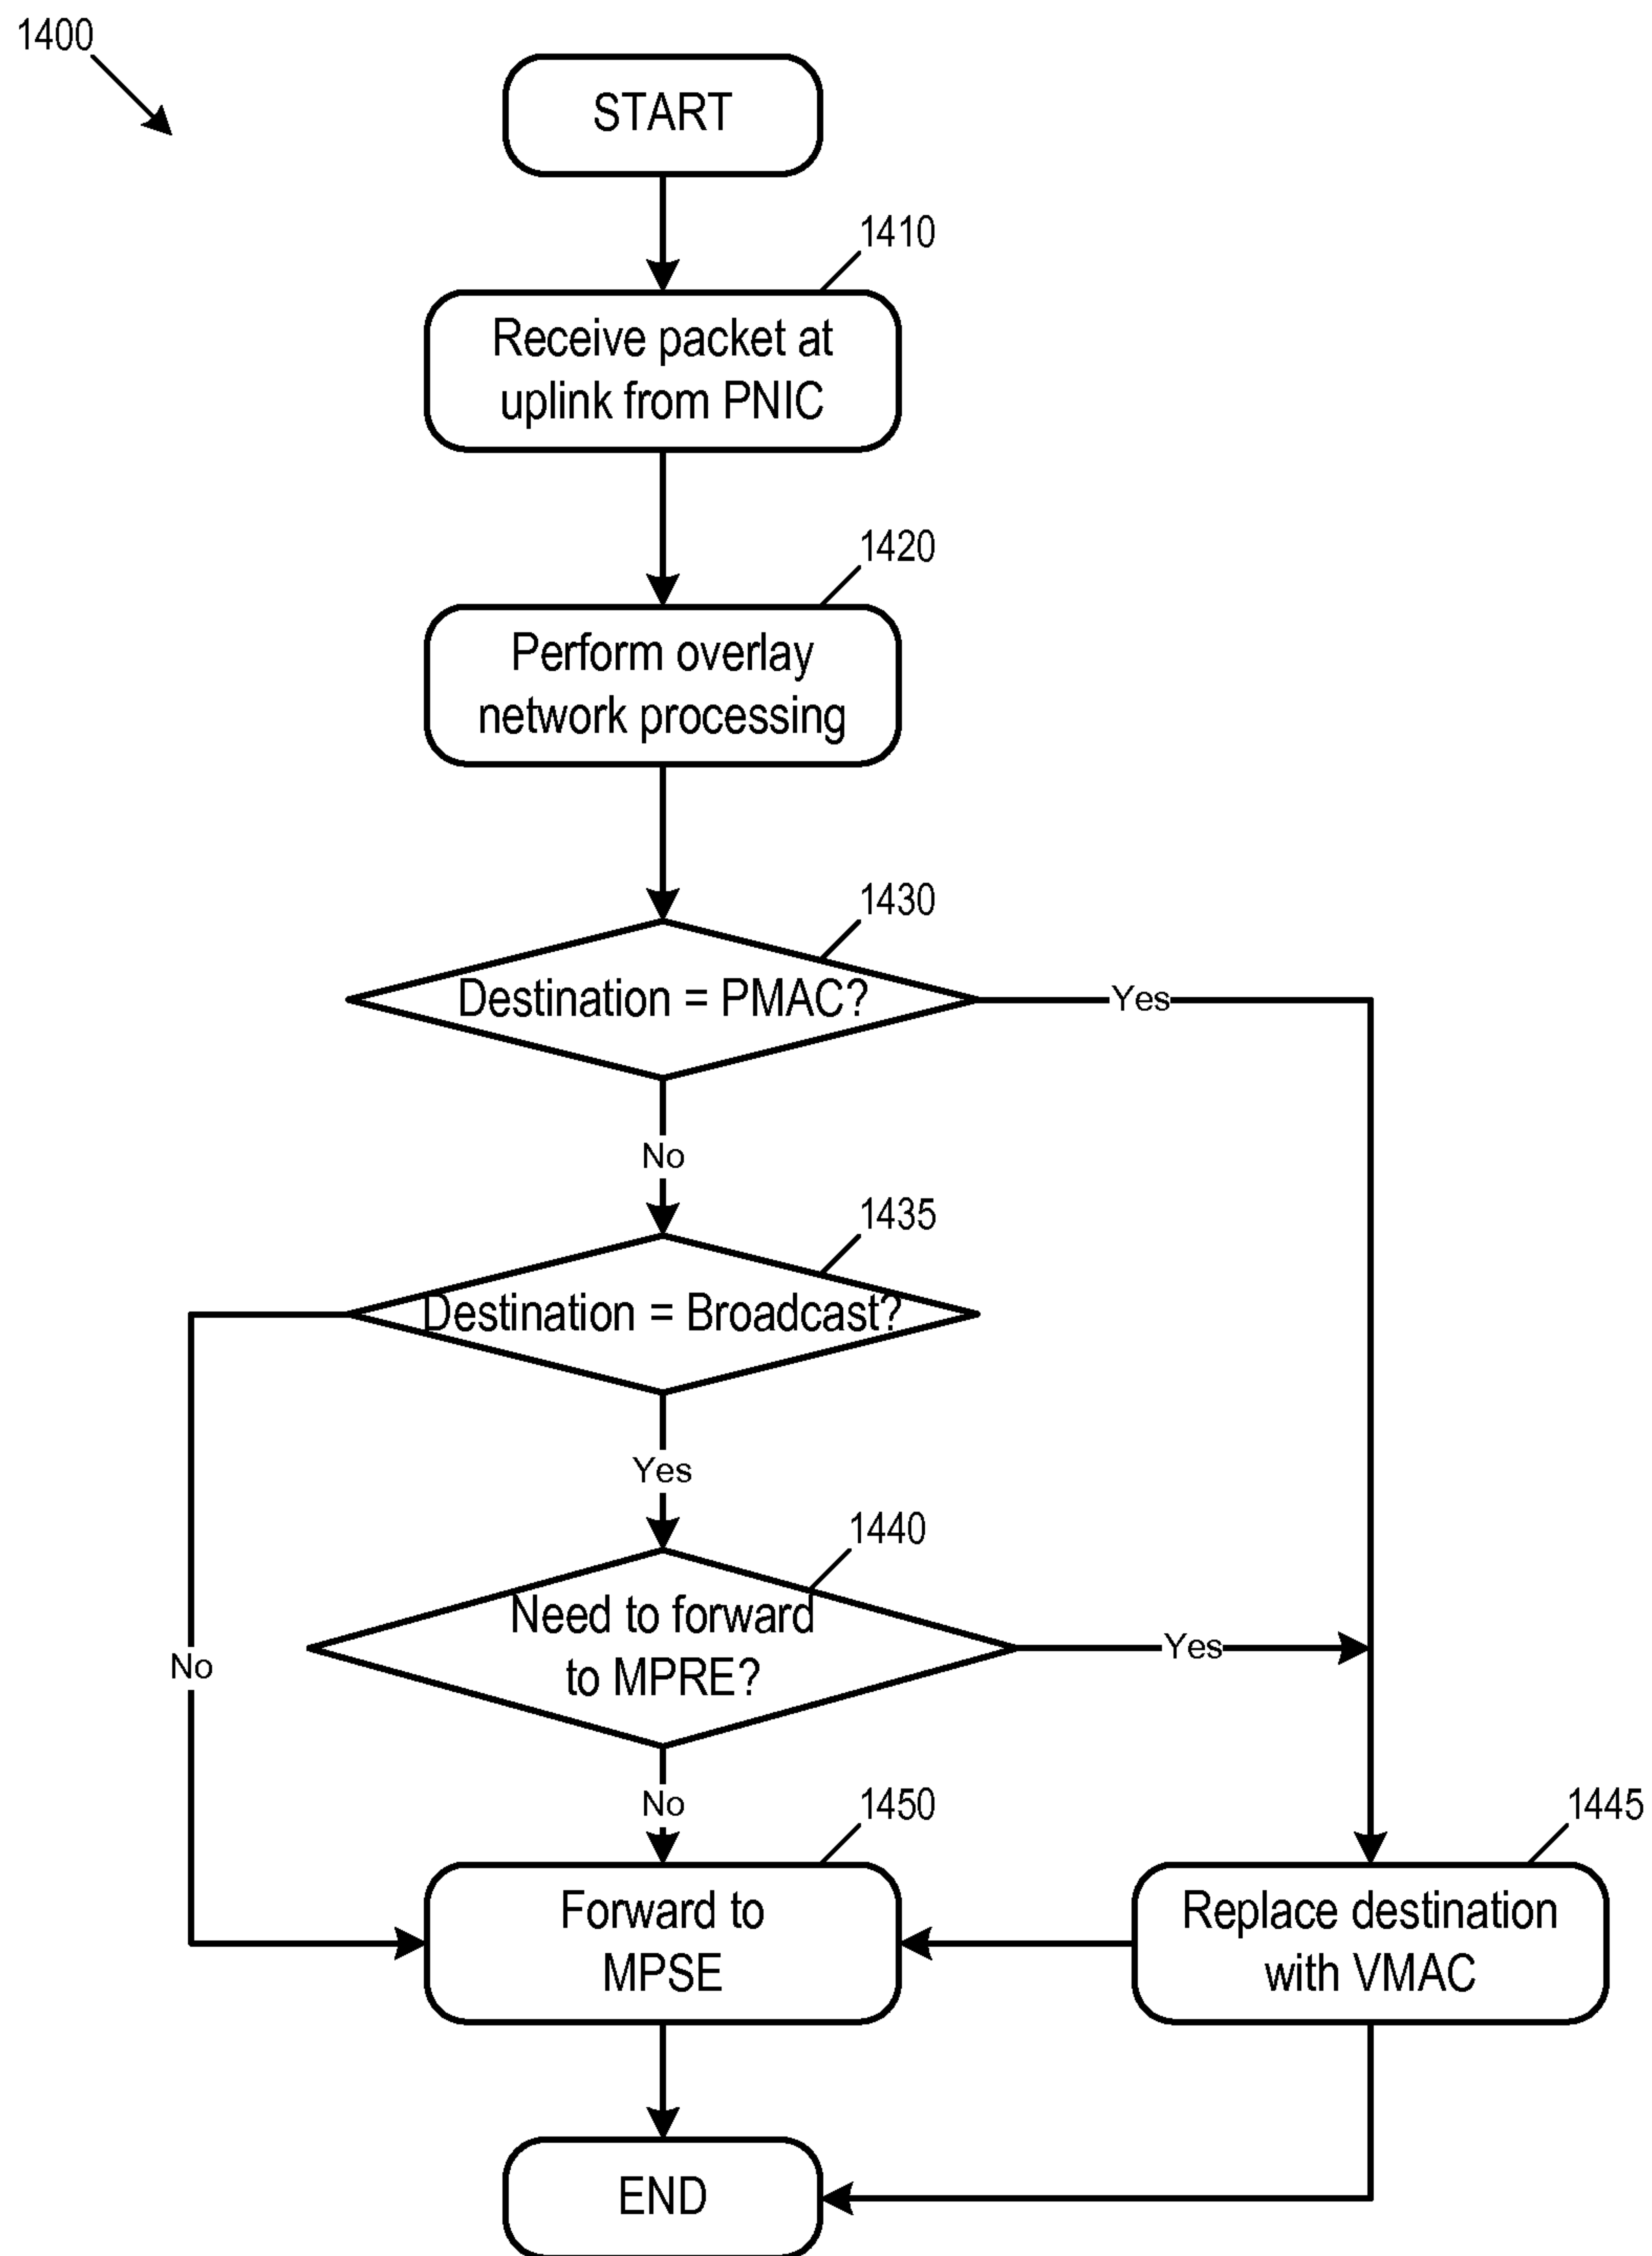 1400
START
1410
Receive packet at
uplink from PNIC
1420
Perform overlay
network processing
1430
Destination = PMAC?
Yes
No
1435
Destination = Broadcast?
Yes
1440
Need to forward
to MPRE?
Yes
No
No
1450
Forward to
MPSE
1445
Replace destination
with VMAC
END